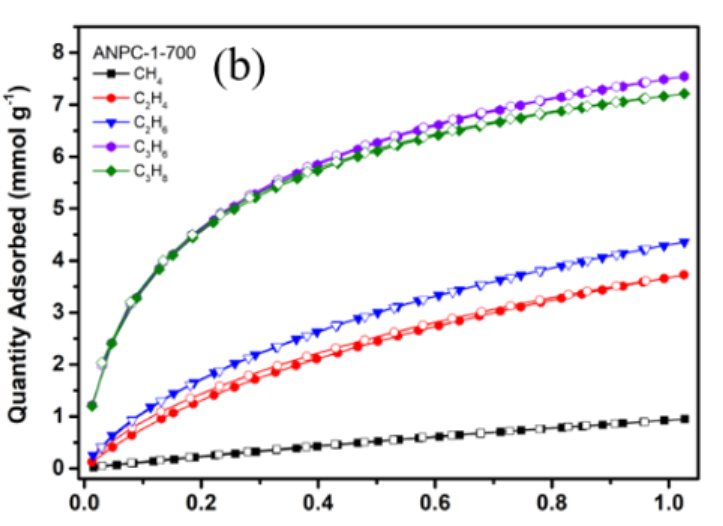 ANPC-1-700
(b)
CH4
C2H4
C2H6
C3H6
C3H8
Quantity Adsorbed (mmol g-1)
8
7
6
5
4
3
2
1
0
0.0 0.2 0.4 0.6 0.8 1.0